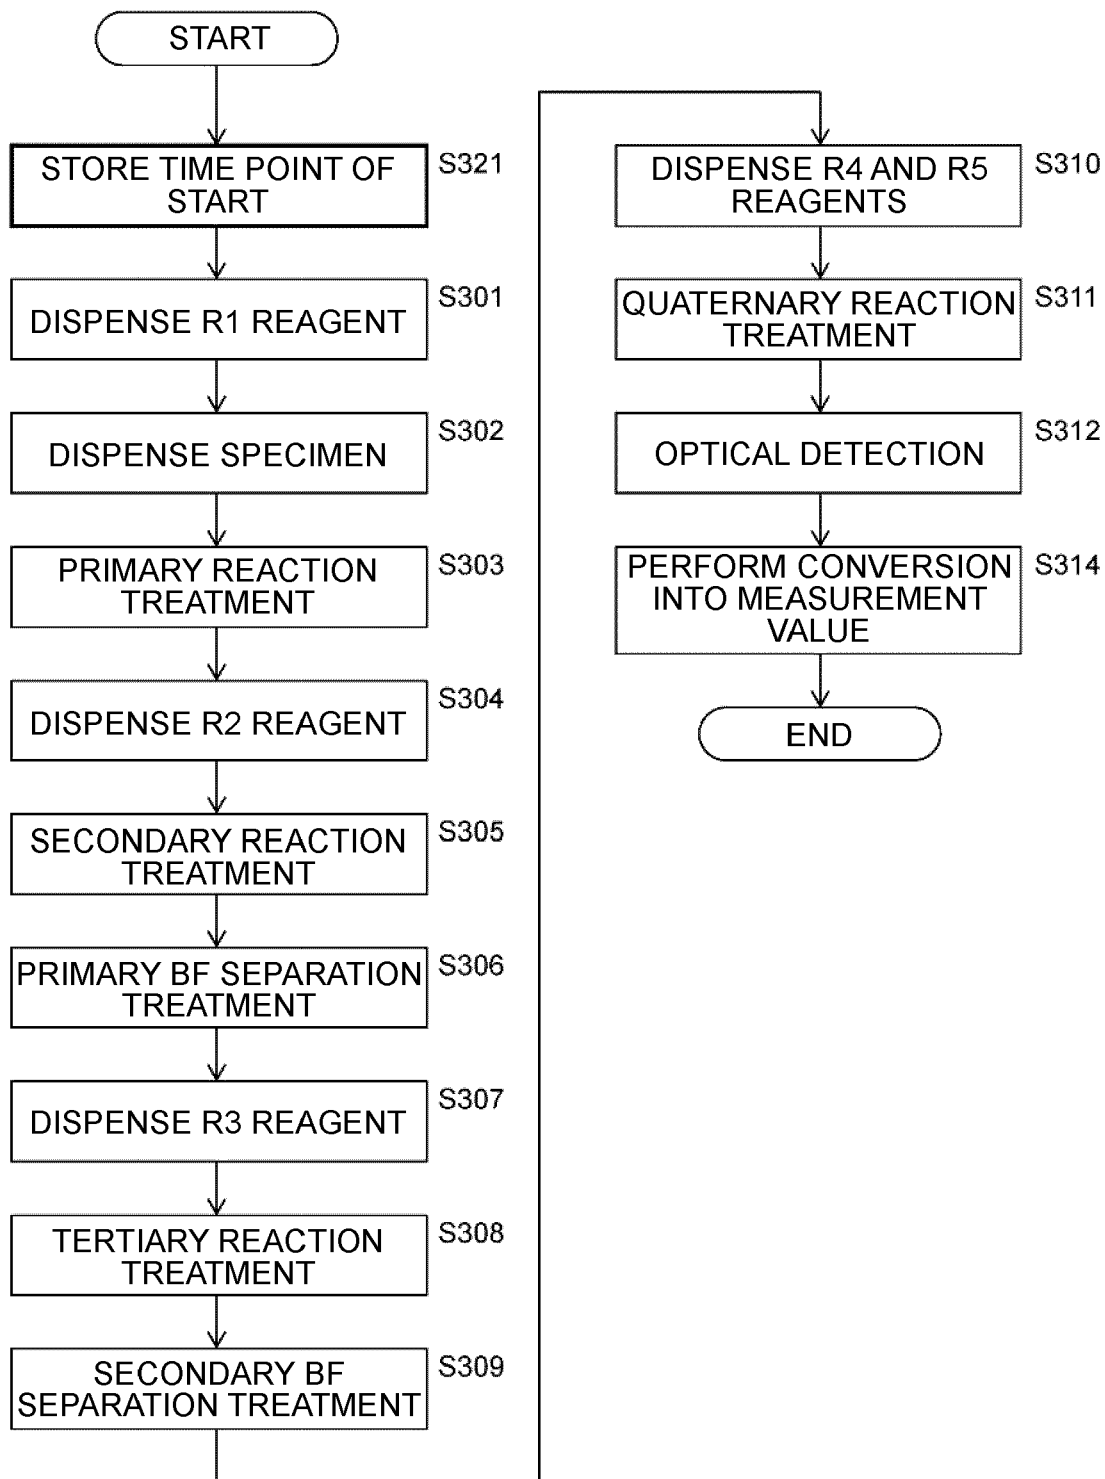 START
STORE TIME POINT OF
START
S321
DISPENSE R1 REAGENT
S301
DISPENSE SPECIMEN
S302
PRIMARY REACTION
TREATMENT
S303
DISPENSE R2 REAGENT
S304
SECONDARY REACTION
TREATMENT
S305
PRIMARY BF SEPARATION
TREATMENT
S306
DISPENSE R3 REAGENT
S307
TERTIARY REACTION
TREATMENT
S308
SECONDARY BF
SEPARATION TREATMENT
S309
DISPENSE R4 AND R5
REAGENTS
S310
QUATERNARY REACTION
TREATMENT
S311
OPTICAL DETECTION
S312
PERFORM CONVERSION
INTO MEASUREMENT
VALUE
S314
END